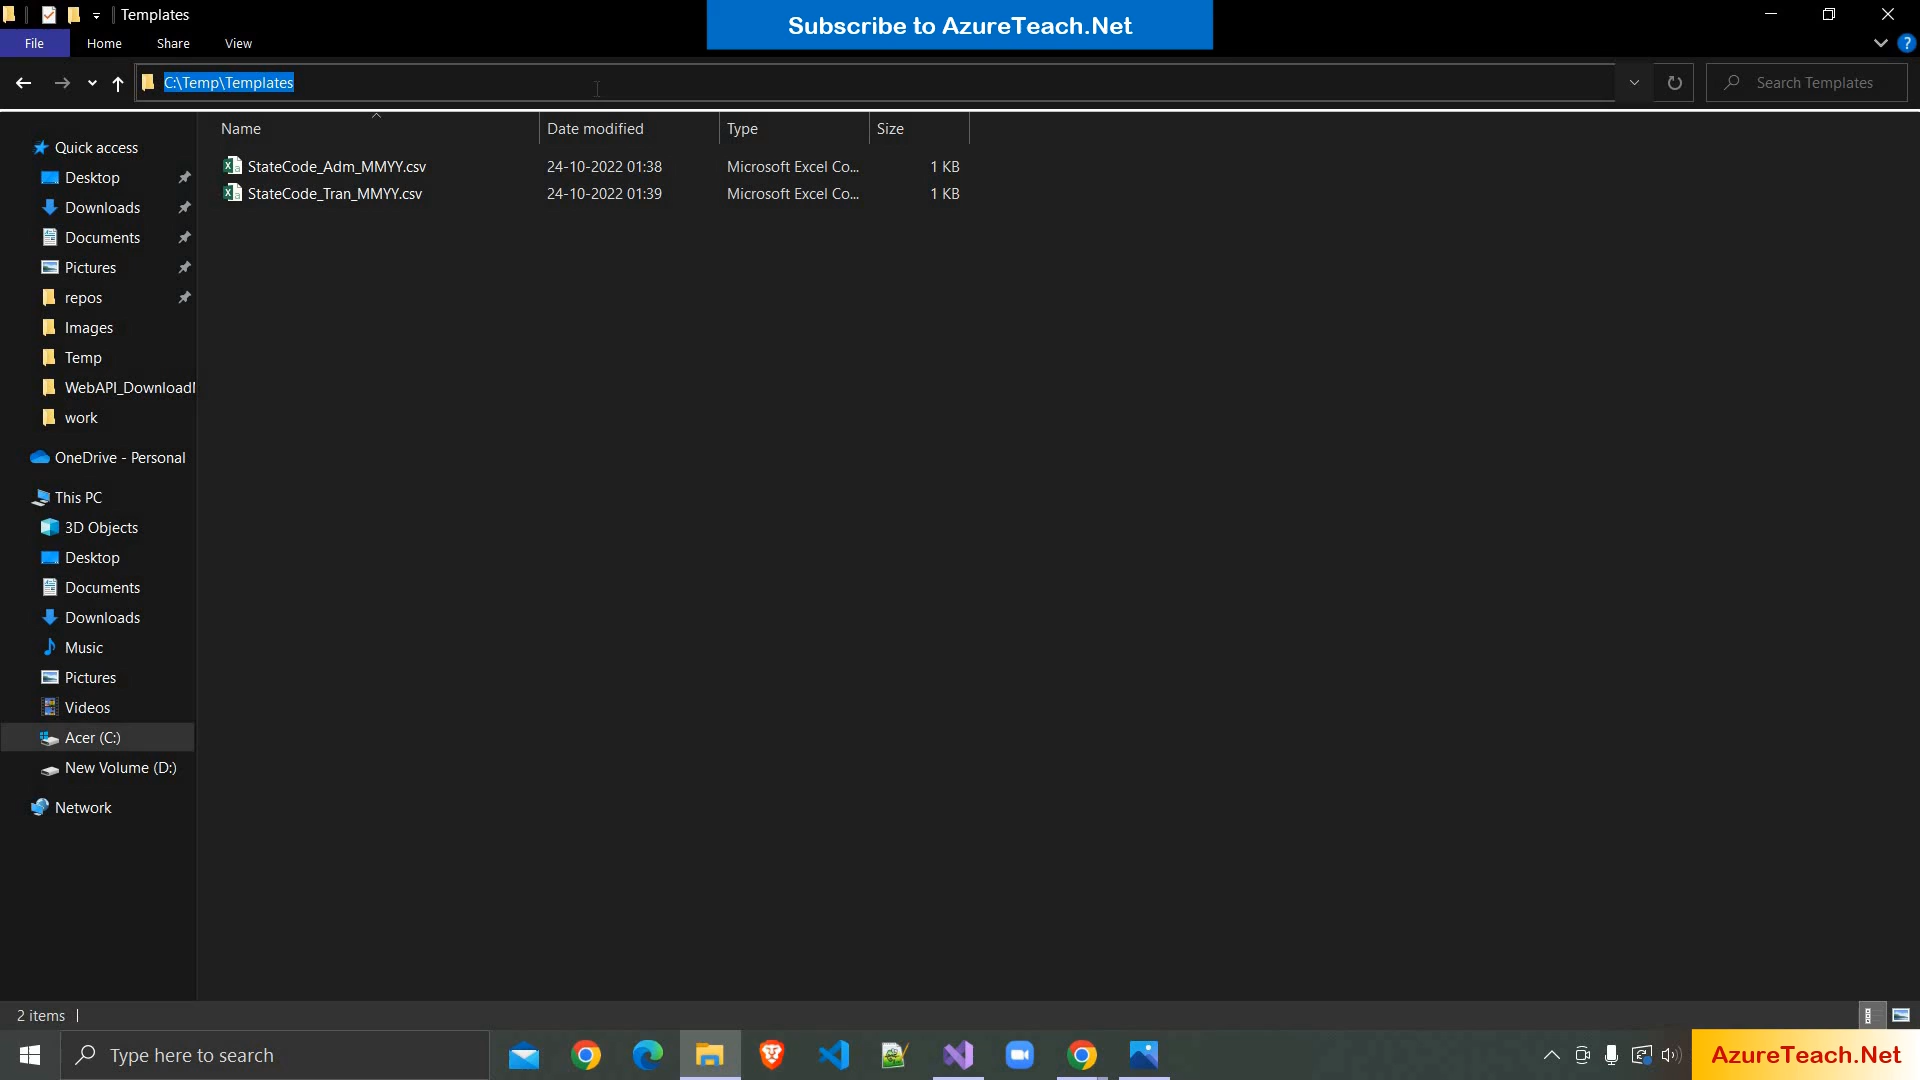 Templates
Subscribe to AzureTeach.Net
File Home Share View
?
C:\Temp\Templates
Search Templates
Name Date modified Type Size
StateCode_Adm_MMYY.csv 24-10-2022 01:38 Microsoft Excel Co... 1 KB
StateCode_Tran_MMYY.csv 24-10-2022 01:39 Microsoft Excel Co... 1 KB
Quick access
Desktop
Downloads
Documents
Pictures
repos
Images
Temp
WebAPI_Download
work
OneDrive - Personal
This PC
3D Objects
Desktop
Documents
Downloads
Music
Pictures
Videos
Acer (C:)
New Volume (D:)
Network
2 items
Type here to search
AzureTeach.Net